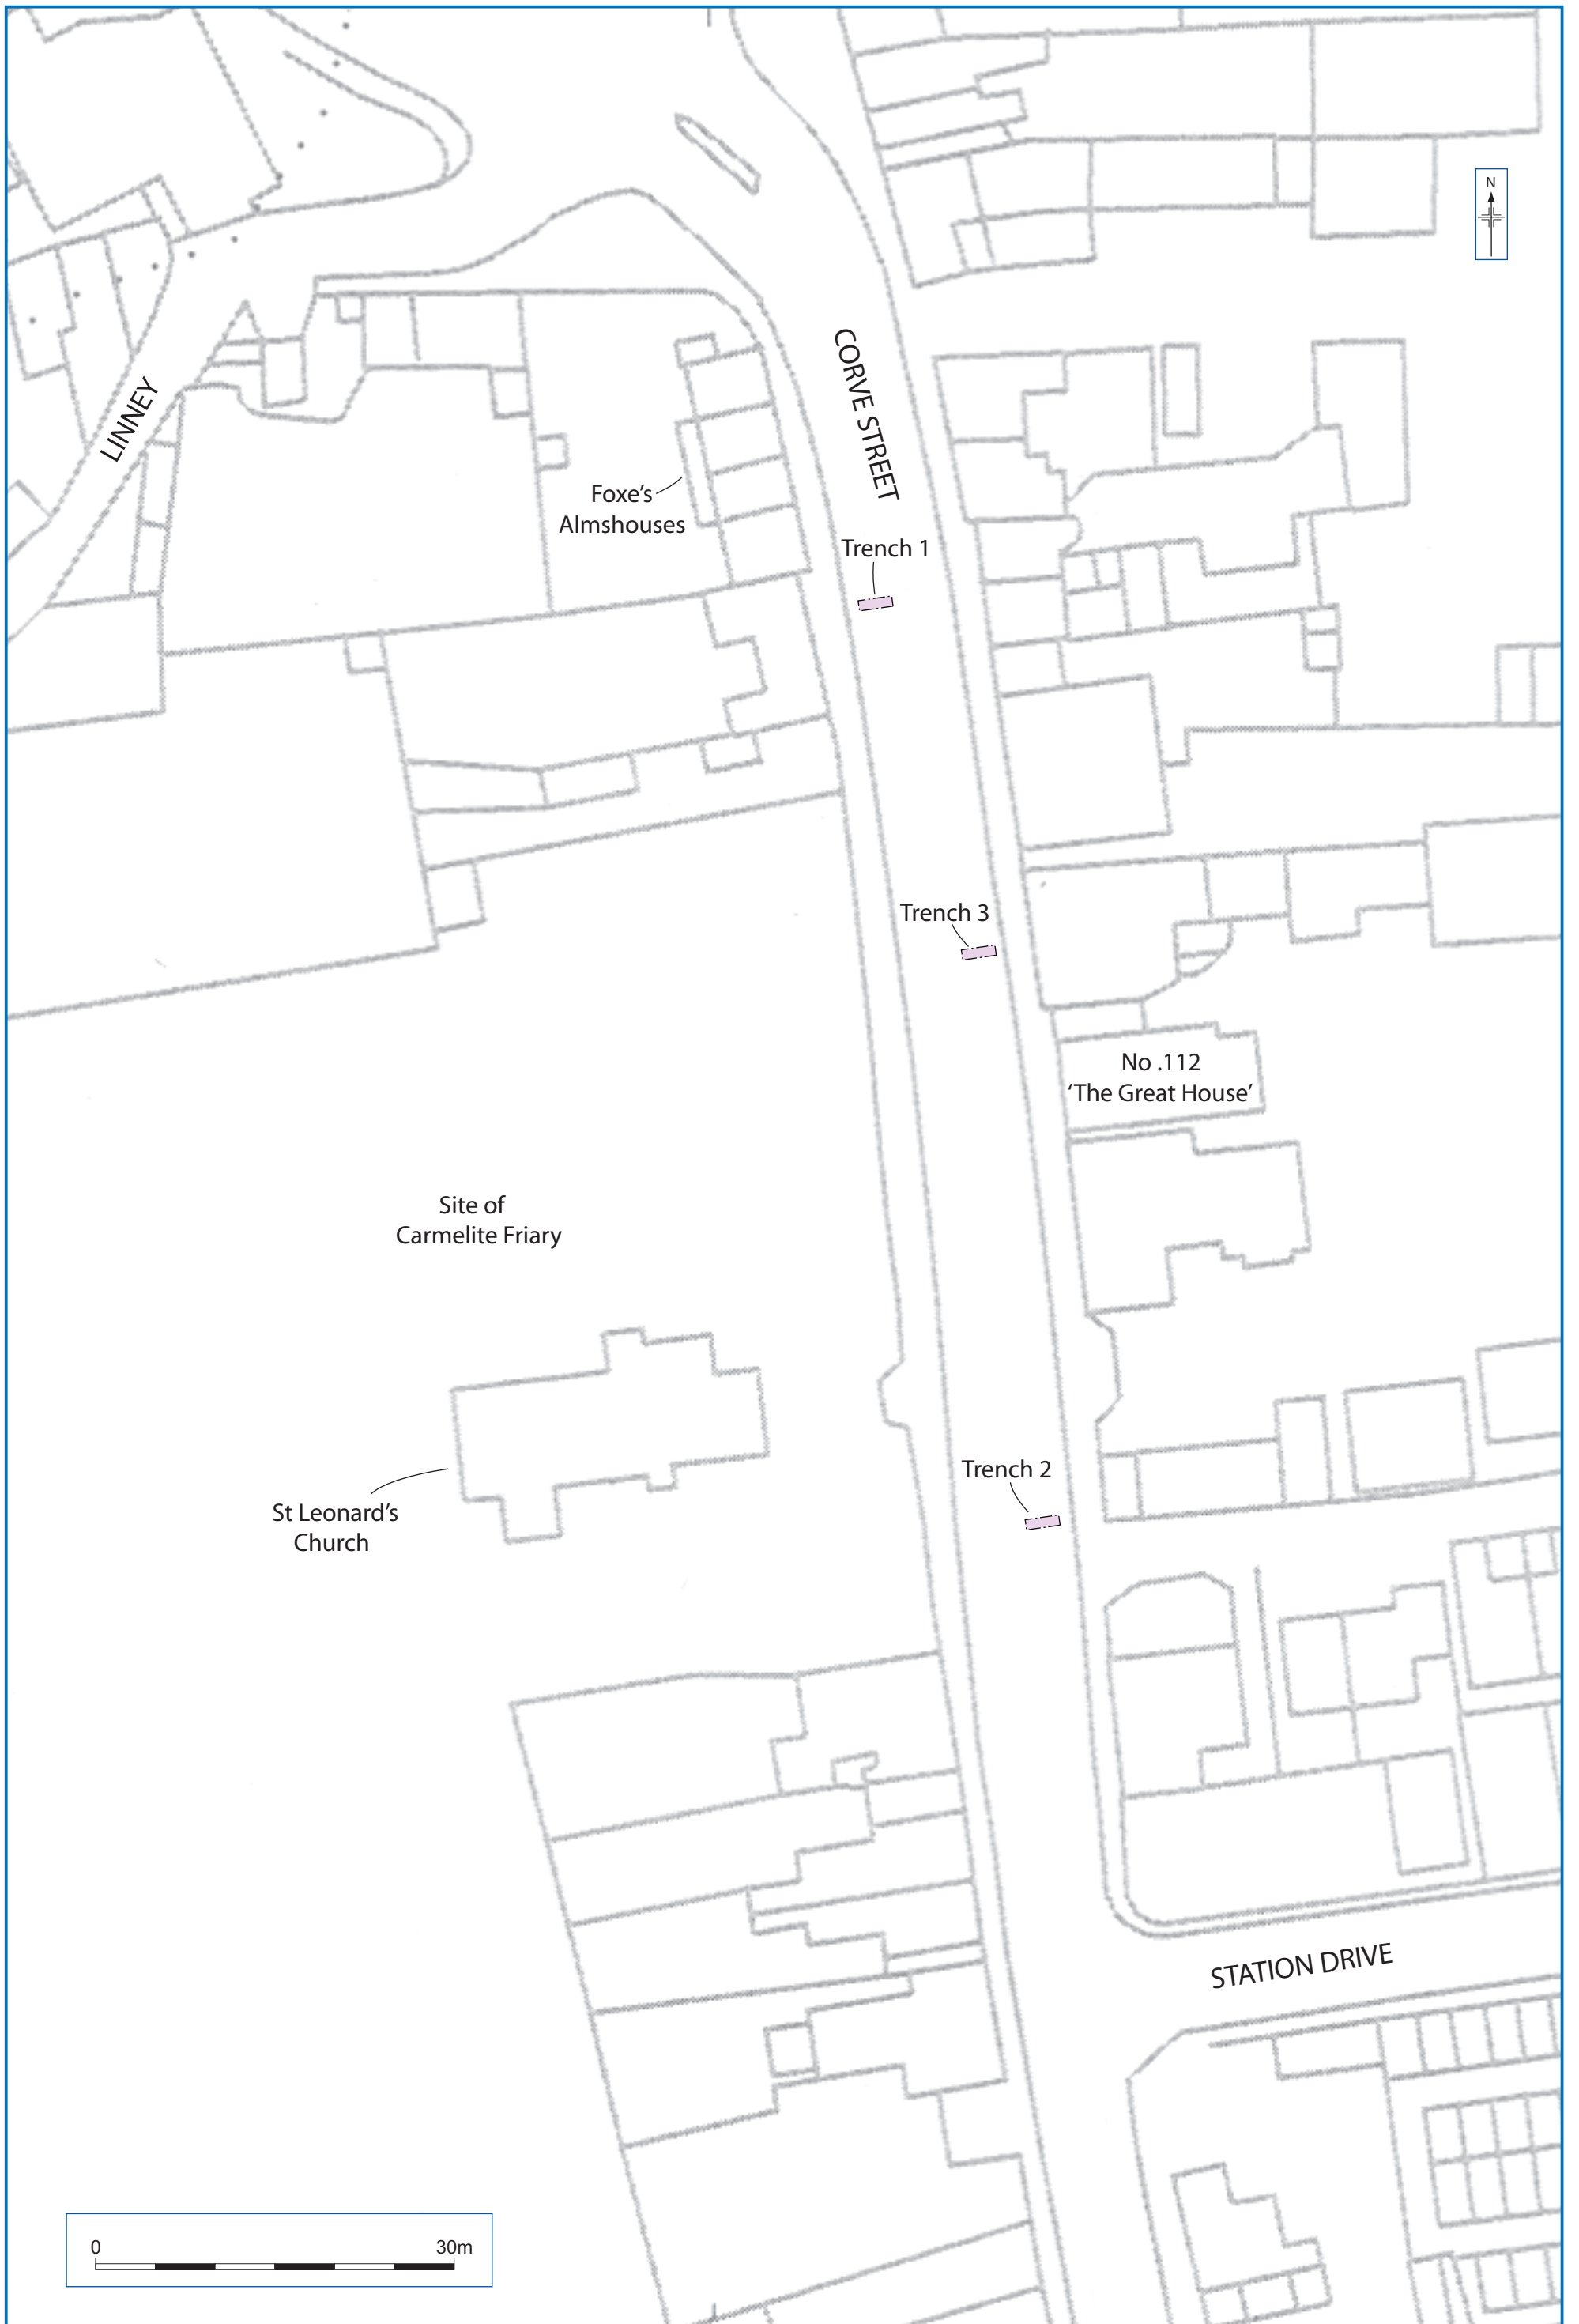 N
CORVE STREET
LINNEY
Foxe’s
Almshouses
Trench 1
Trench 3
No .112
‘The Great House’
Site of
Carmelite Friary
Trench 2
St Leonard’s
Church
STATION DRIVE
0 30m